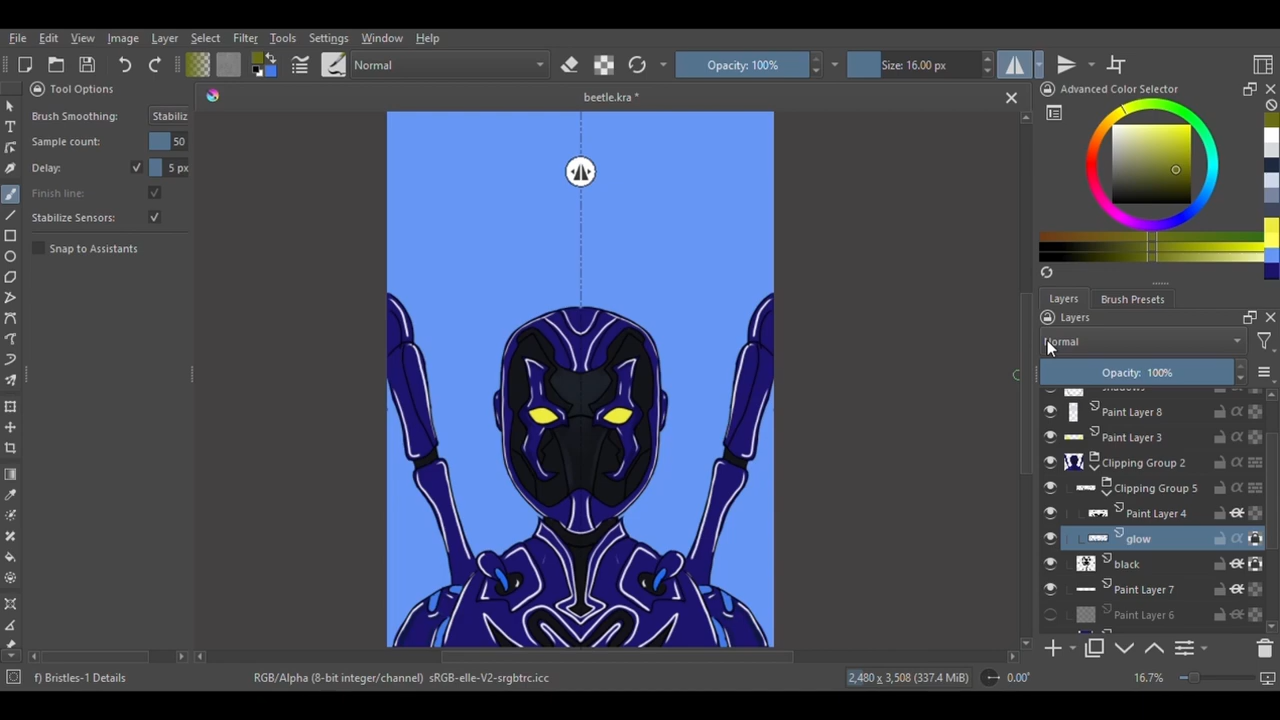 File Edit View Image Layer Select Filter Tools Settings Window Help
Normal Opacity: 100% Size: 16.00 px
Tool Options
beetle.kra *
Advanced Color Selector
Brush Smoothing: Stabiliz
Sample count: 50
Delay: 5 px
Finish line:
Stabilize Sensors:
Snap to Assistants
Layers Brush Presets
Layers
Normal
Opacity: 100%
shadows
Paint Layer 8
Paint Layer 3
Clipping Group 2
Clipping Group 5
Paint Layer 4
glow
black
Paint Layer 7
Paint Layer 6
f) Bristles-1 Details
RGB/Alpha (8-bit integer/channel) sRGB-elle-V2-srgbtrc.icc
2,480 x 3,508 (337.4 MiB)
0.00°
16.7%